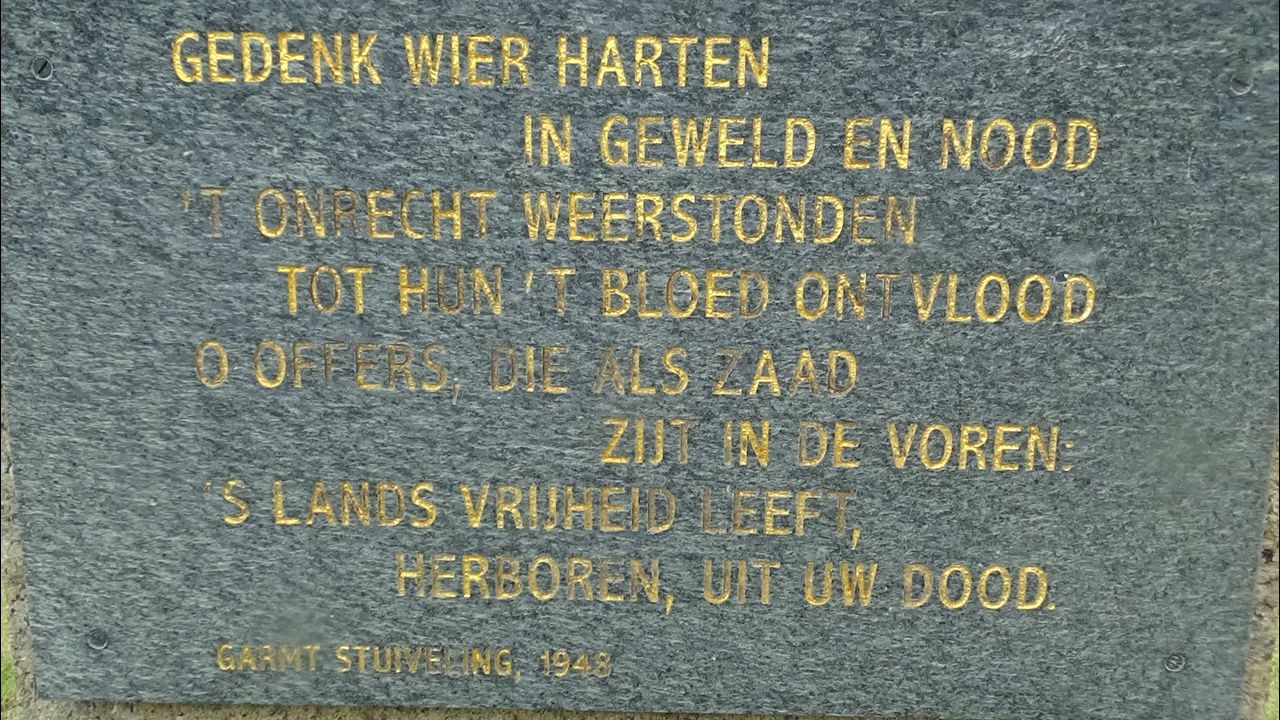 GEDENK WIER HARTEN
IN GEWELD EN NOOD
'T ONRECHT WEERSTONDEN
TOT HUN 'T BLOED ONTVLOOD
O OFFERS, DIE ALS ZAAD
ZIJT IN DE VOREN:
'S LANDS VRIJHEID LEEFT,
HERBOREN, UIT UW DOOD.
GARMT STUIVELING, 1948